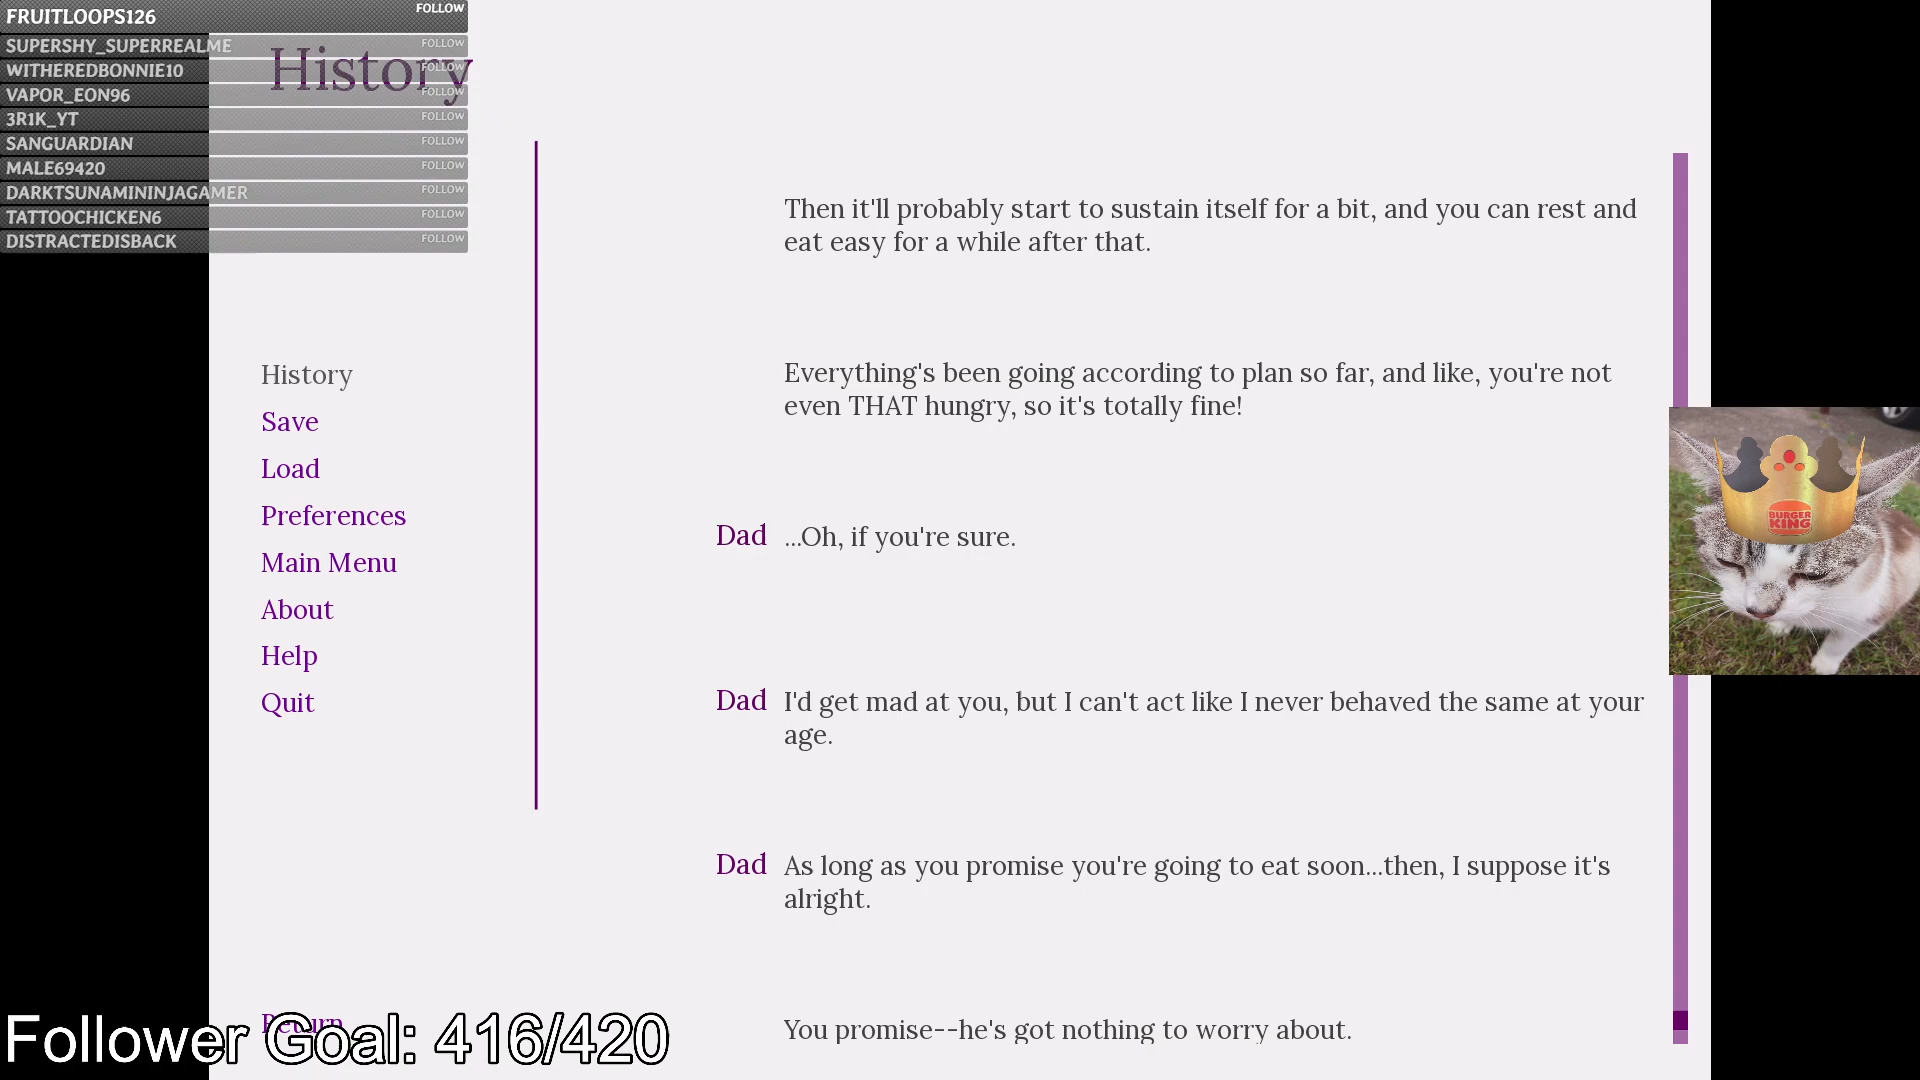 FRUITLOOPS126 FOLLOW
SUPERSHY_SUPERREALME FOLLOW
WITHEREDBONNIE10 FOLLOW
VAPOR_EON96 FOLLOW
3R1K_YT FOLLOW
SANGUARDIAN FOLLOW
MALE69420 FOLLOW
DARKTSUNAMININJAGAMER FOLLOW
TATTOOCHICKEN6 FOLLOW
DISTRACTEDISBACK FOLLOW
History
History
Save
Load
Preferences
Main Menu
About
Help
Quit
Return
Then it'll probably start to sustain itself for a bit, and you can rest and
eat easy for a while after that.
Everything's been going according to plan so far, and like, you're not
even THAT hungry, so it's totally fine!
Dad ...Oh, if you're sure.
Dad I'd get mad at you, but I can't act like I never behaved the same at your
age.
Dad As long as you promise you're going to eat soon...then, I suppose it's
alright.
You promise--he's got nothing to worry about.
BURGER
KING
Follower Goal: 416/420